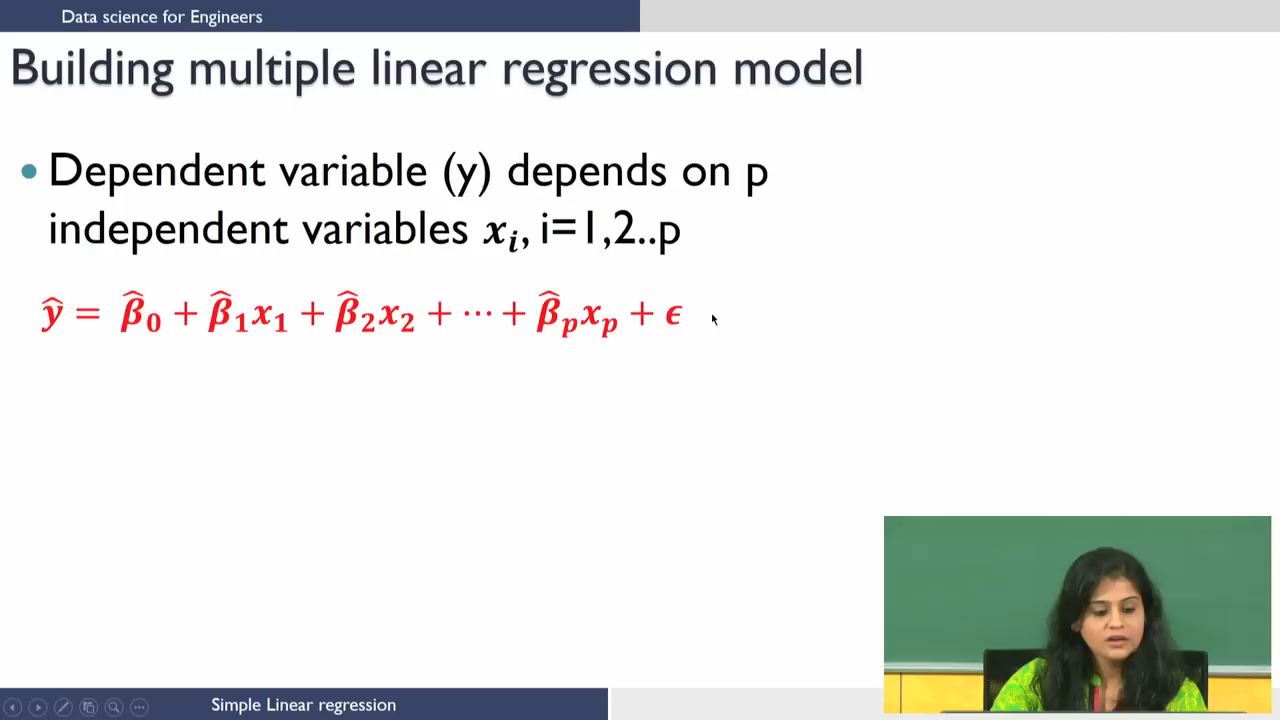 Data science for Engineers
Building multiple linear regression model
• Dependent variable (y) depends on p
independent variables xᵢ, i=1,2..p
ŷ = β̂₀ + β̂₁x₁ + β̂₂x₂ + ⋯ + β̂ₚxₚ + ϵ
Simple Linear regression